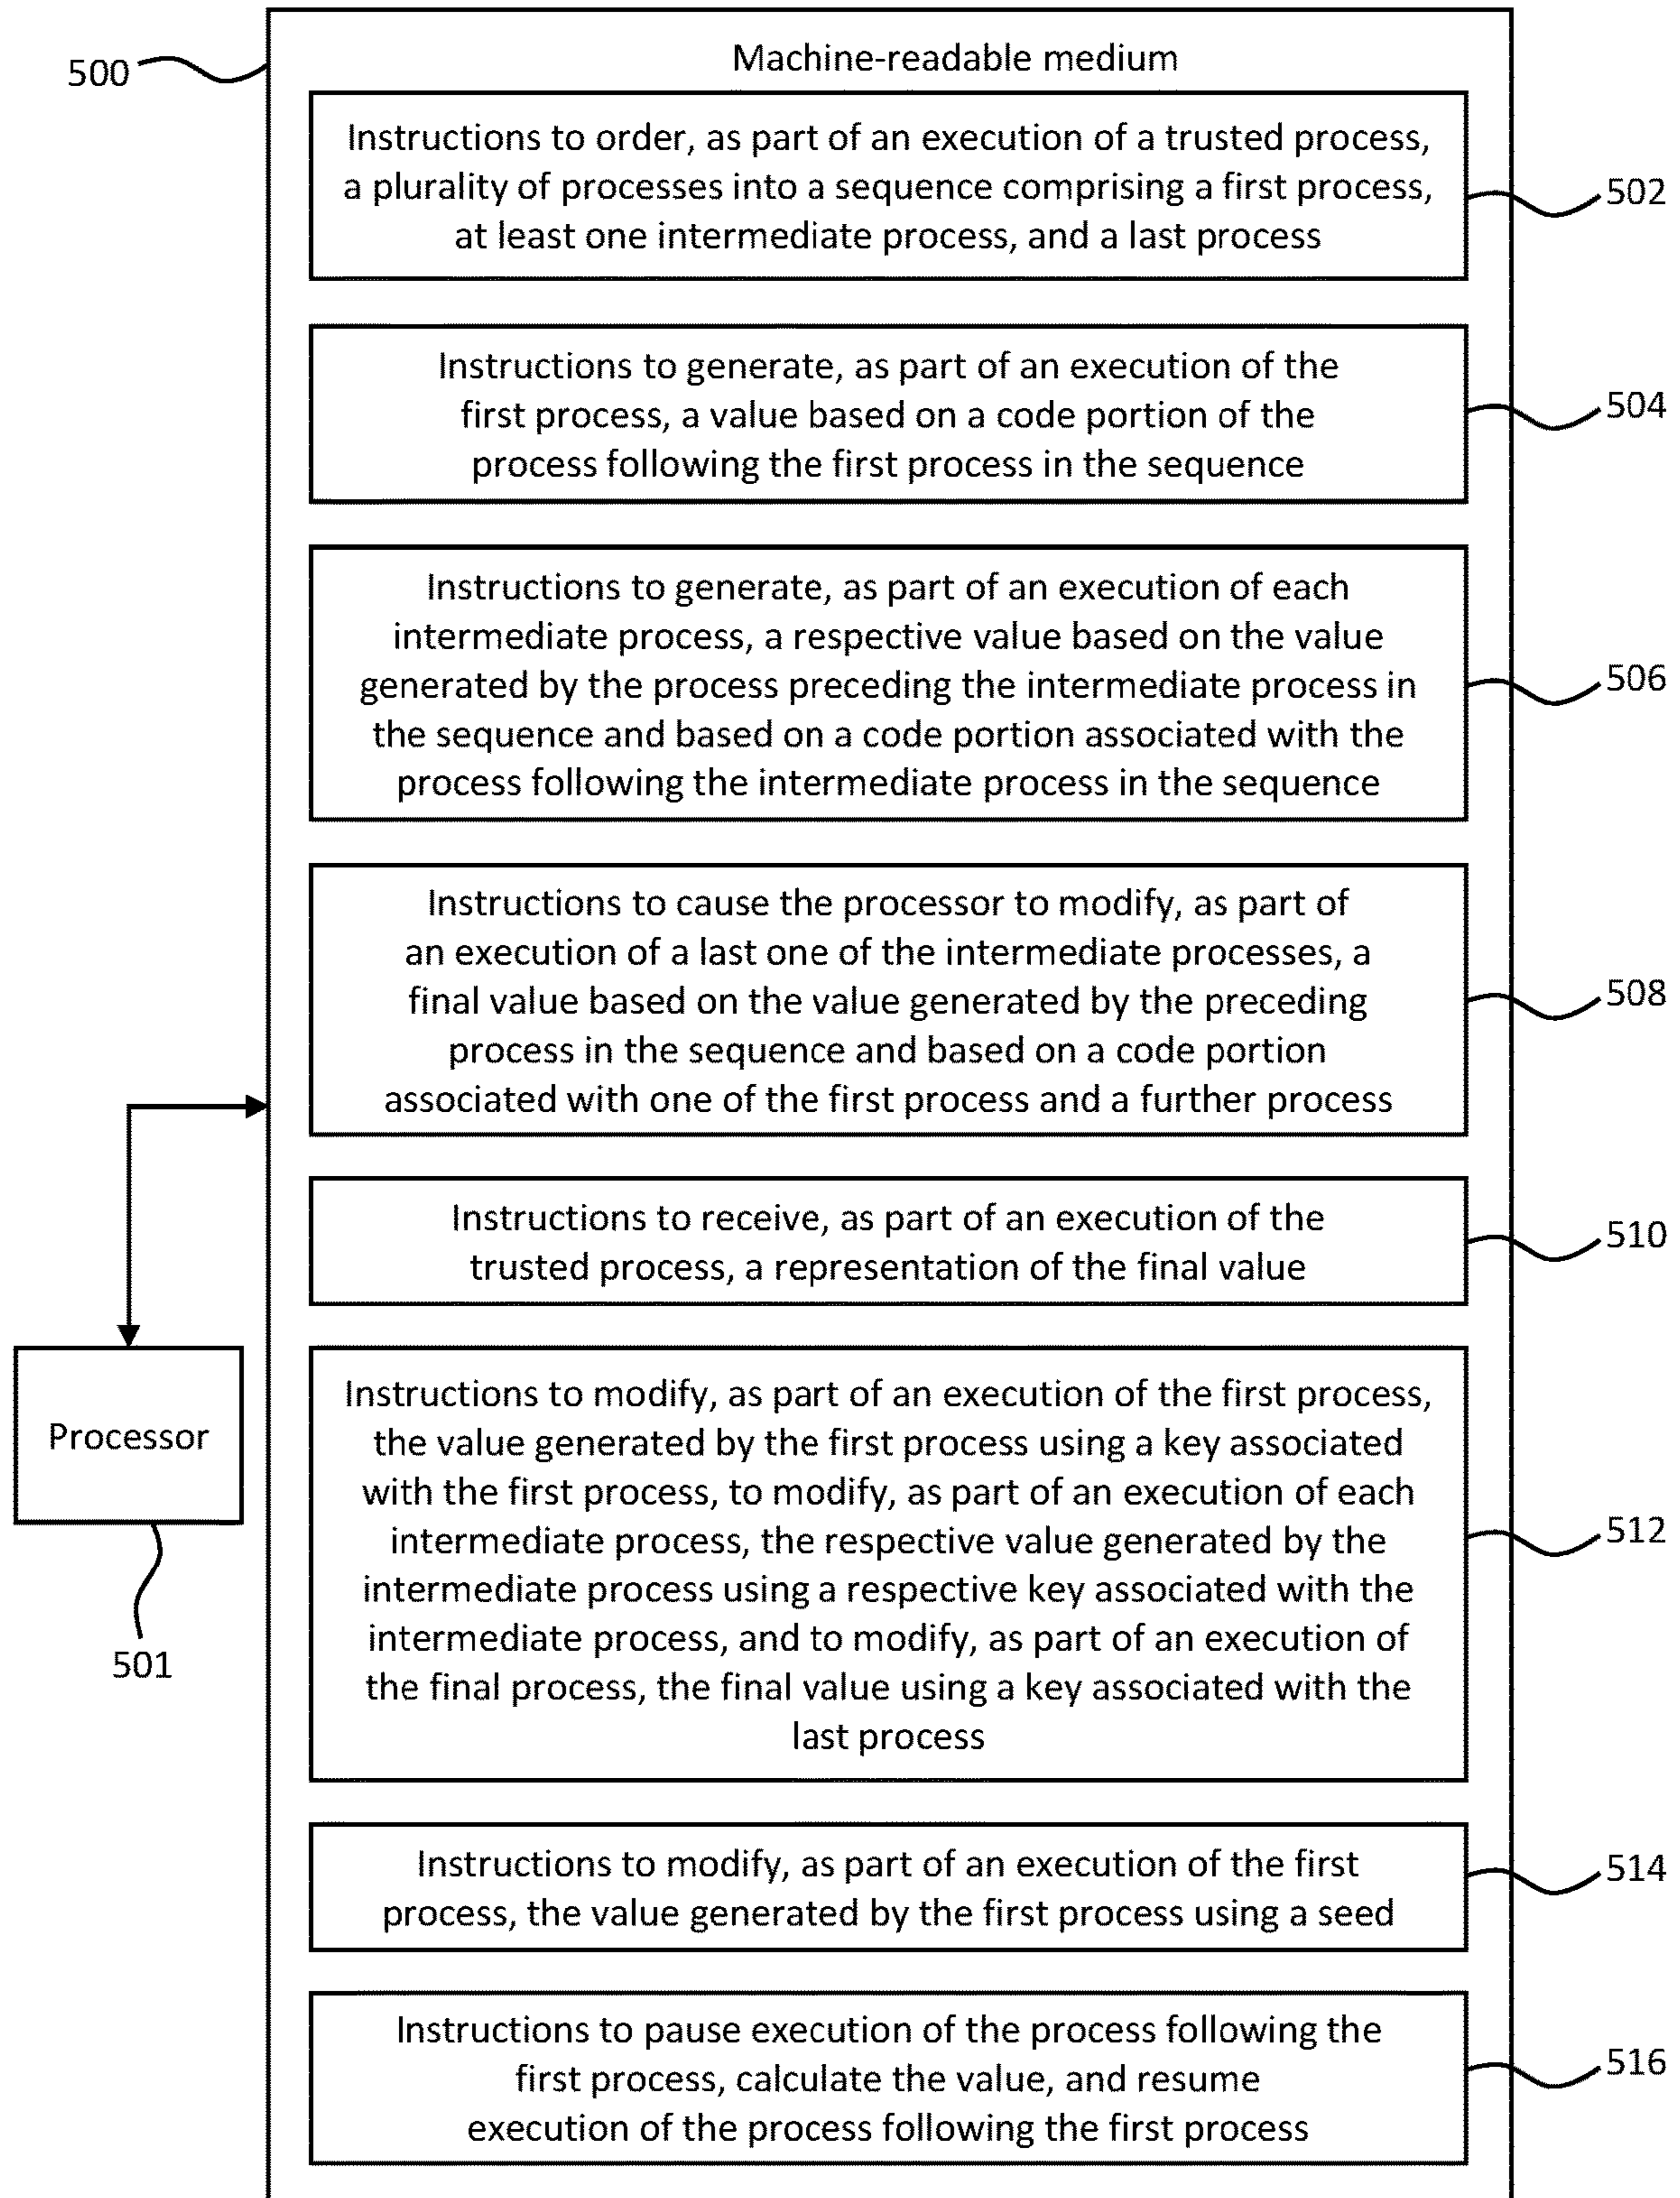 500
Machine-readable medium
Instructions to order, as part of an execution of a trusted process,
a plurality of processes into a sequence comprising a first process,
at least one intermediate process, and a last process
502
Instructions to generate, as part of an execution of the
first process, a value based on a code portion of the
process following the first process in the sequence
504
Instructions to generate, as part of an execution of each
intermediate process, a respective value based on the value
generated by the process preceding the intermediate process in
the sequence and based on a code portion associated with the
process following the intermediate process in the sequence
506
Instructions to cause the processor to modify, as part of
an execution of a last one of the intermediate processes, a
final value based on the value generated by the preceding
process in the sequence and based on a code portion
associated with one of the first process and a further process
508
Instructions to receive, as part of an execution of the
trusted process, a representation of the final value
510
Processor
501
Instructions to modify, as part of an execution of the first process,
the value generated by the first process using a key associated
with the first process, to modify, as part of an execution of each
intermediate process, the respective value generated by the
intermediate process using a respective key associated with the
intermediate process, and to modify, as part of an execution of
the final process, the final value using a key associated with the
last process
512
Instructions to modify, as part of an execution of the first
process, the value generated by the first process using a seed
514
Instructions to pause execution of the process following the
first process, calculate the value, and resume
execution of the process following the first process
516